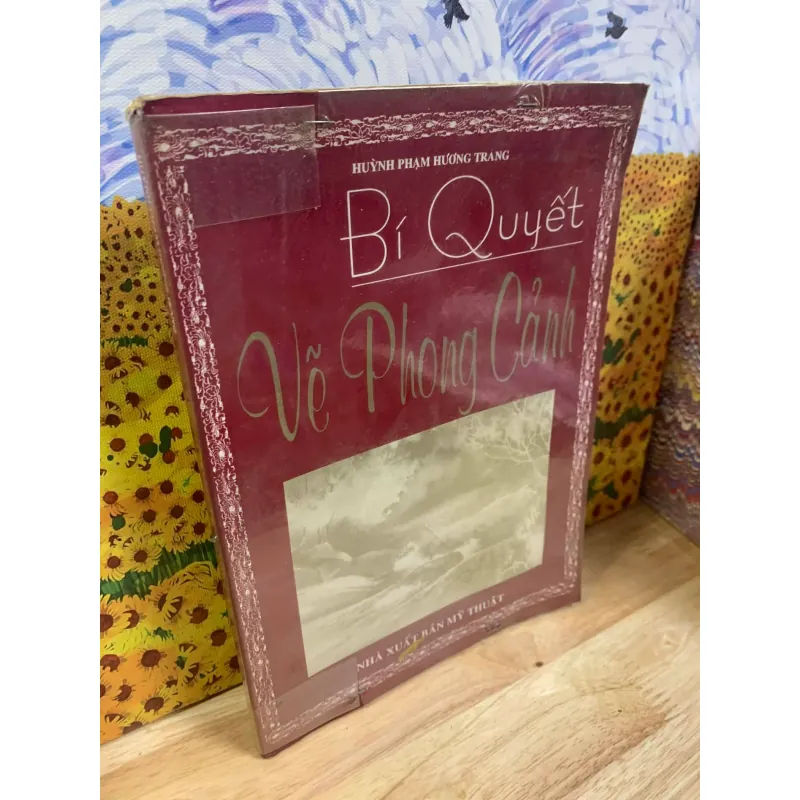 HUỲNH PHẠM HƯƠNG TRANG
Bí Quyết
Vẽ Phong Cảnh
NHÀ XUẤT BẢN MỸ THUẬT